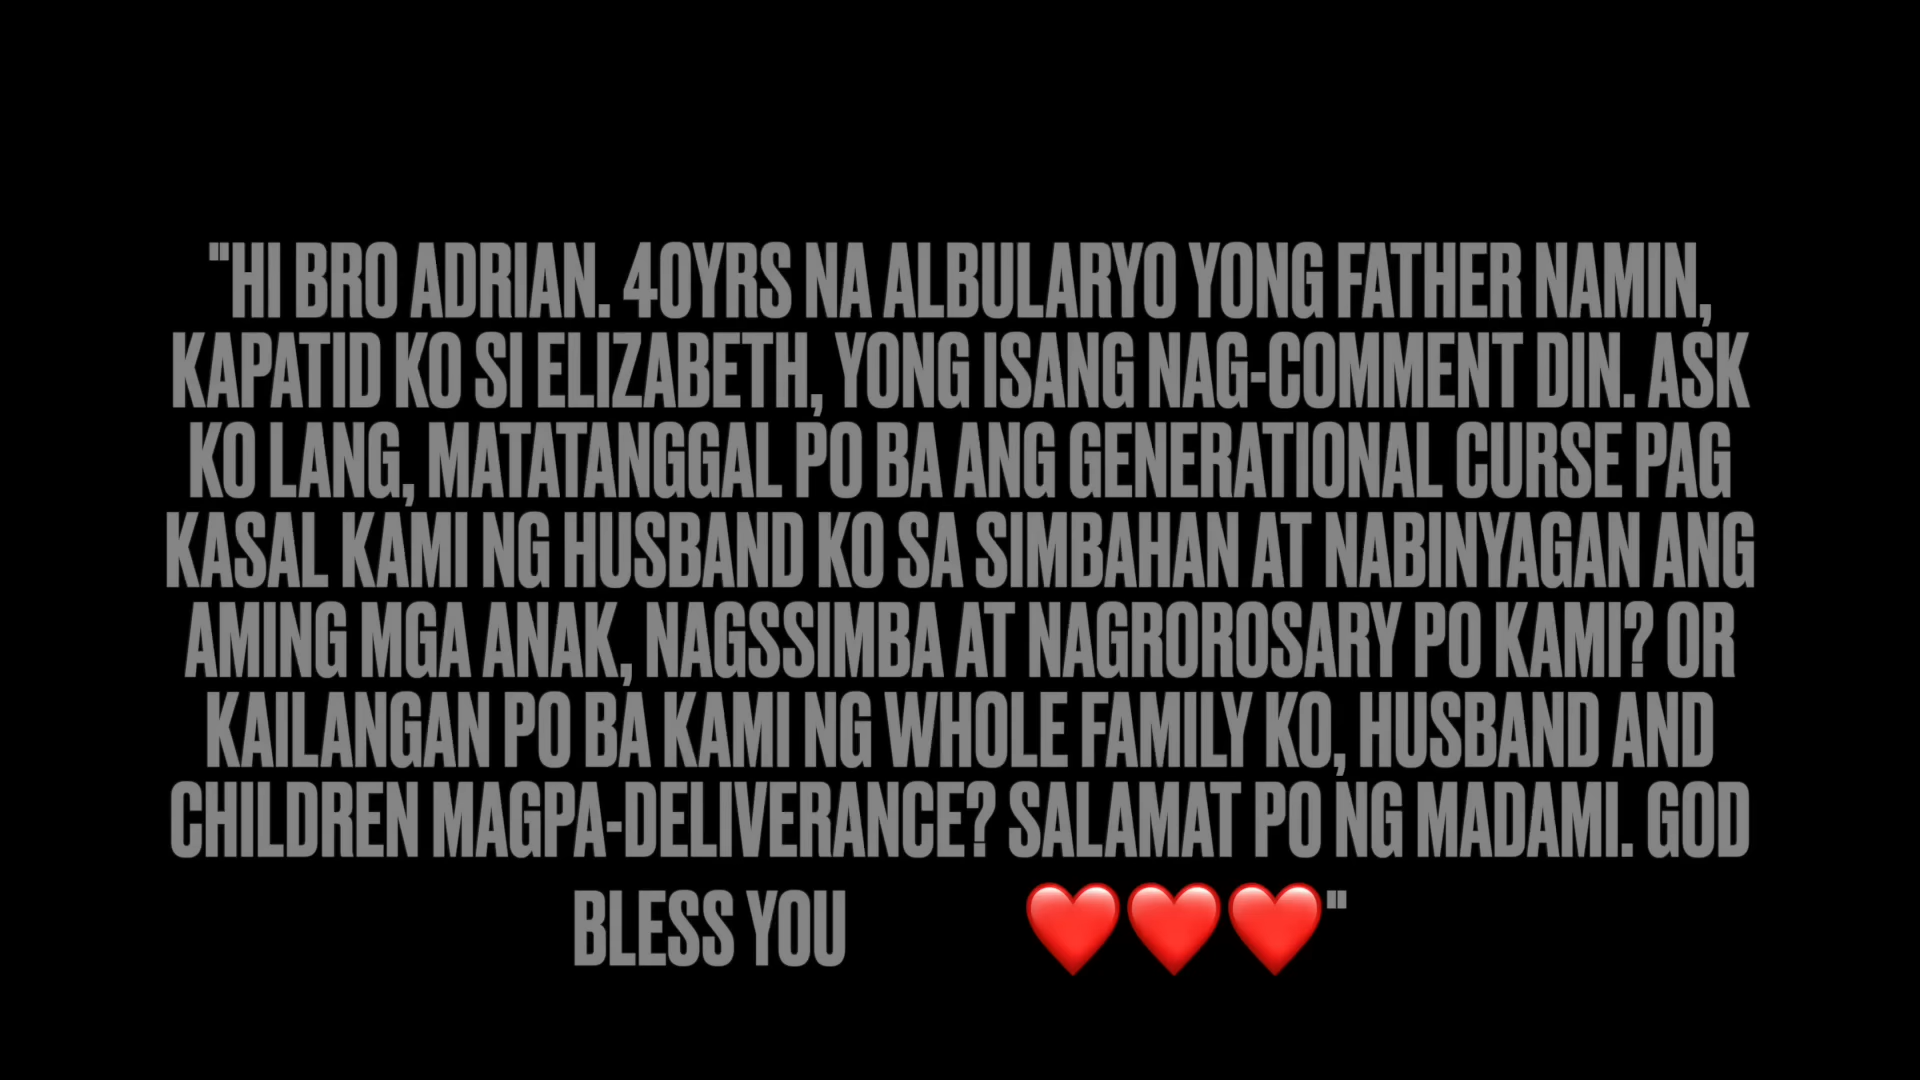 "HI BRO ADRIAN. 40YRS NA ALBULARYO YONG FATHER NAMIN,
KAPATID KO SI ELIZABETH, YONG ISANG NAG-COMMENT DIN. ASK
KO LANG, MATATANGGAL PO BA ANG GENERATIONAL CURSE PAG
KASAL KAMI NG HUSBAND KO SA SIMBAHAN AT NABINYAGAN ANG
AMING MGA ANAK, NAGSSIMBA AT NAGROROSARY PO KAMI? OR
KAILANGAN PO BA KAMI NG WHOLE FAMILY KO, HUSBAND AND
CHILDREN MAGPA-DELIVERANCE? SALAMAT PO NG MADAMI. GOD
BLESS YOU ❤️❤️❤️"